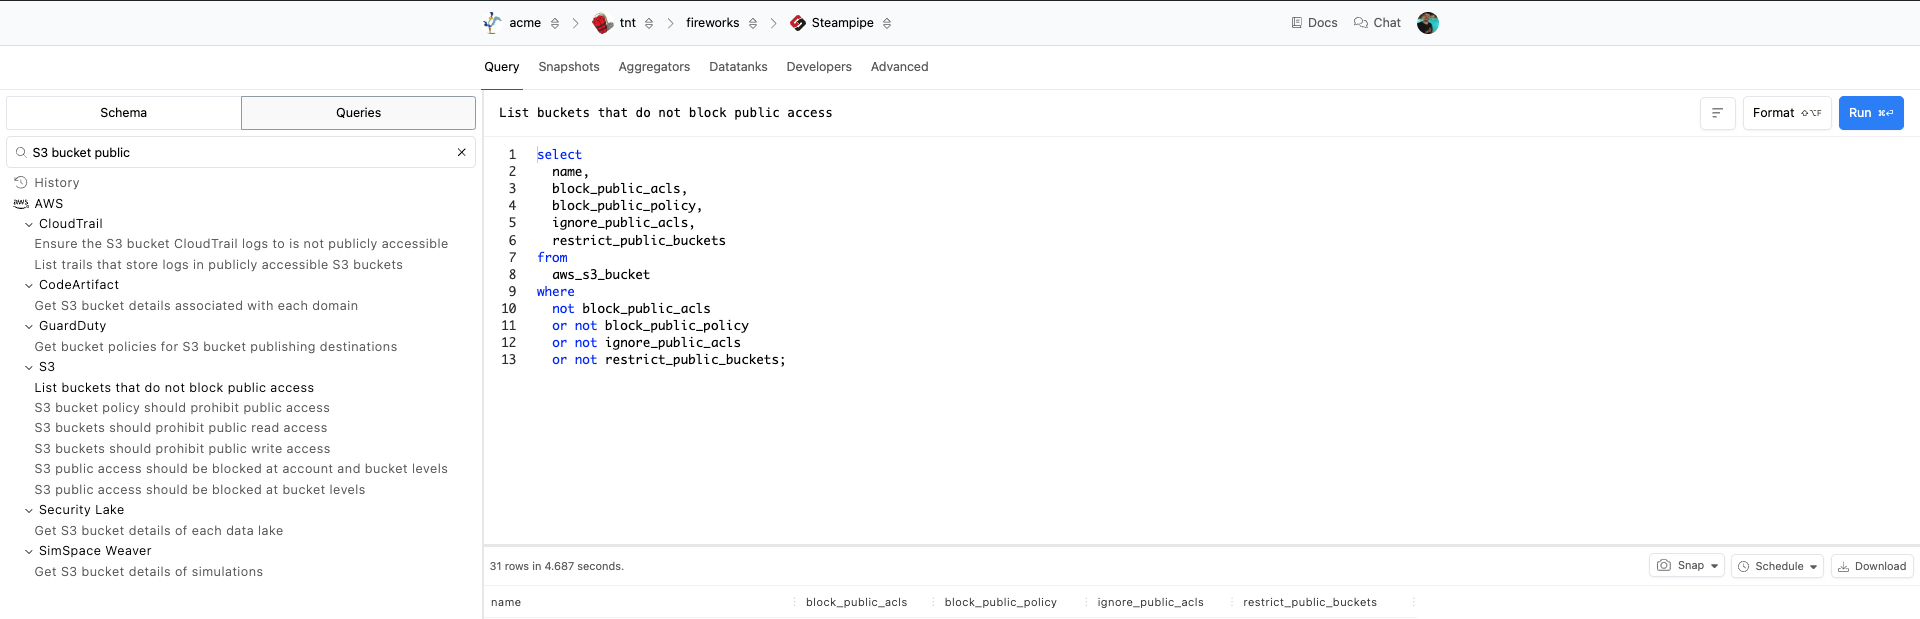 acme tnt fireworks Steampipe Docs Chat
Query Snapshots Aggregators Datatanks Developers Advanced
Schema Queries
S3 bucket public
History
aws AWS
CloudTrail
Ensure the S3 bucket CloudTrail logs to is not publicly accessible
List trails that store logs in publicly accessible S3 buckets
CodeArtifact
Get S3 bucket details associated with each domain
GuardDuty
Get bucket policies for S3 bucket publishing destinations
S3
List buckets that do not block public access
S3 bucket policy should prohibit public access
S3 buckets should prohibit public read access
S3 buckets should prohibit public write access
S3 public access should be blocked at account and bucket levels
S3 public access should be blocked at bucket levels
Security Lake
Get S3 bucket details of each data lake
SimSpace Weaver
Get S3 bucket details of simulations
List buckets that do not block public access
Format ⇧⌥F Run ⌘⏎
1 select
2 name,
3 block_public_acls,
4 block_public_policy,
5 ignore_public_acls,
6 restrict_public_buckets
7 from
8 aws_s3_bucket
9 where
10 not block_public_acls
11 or not block_public_policy
12 or not ignore_public_acls
13 or not restrict_public_buckets;
31 rows in 4.687 seconds. Snap Schedule Download
name block_public_acls block_public_policy ignore_public_acls restrict_public_buckets